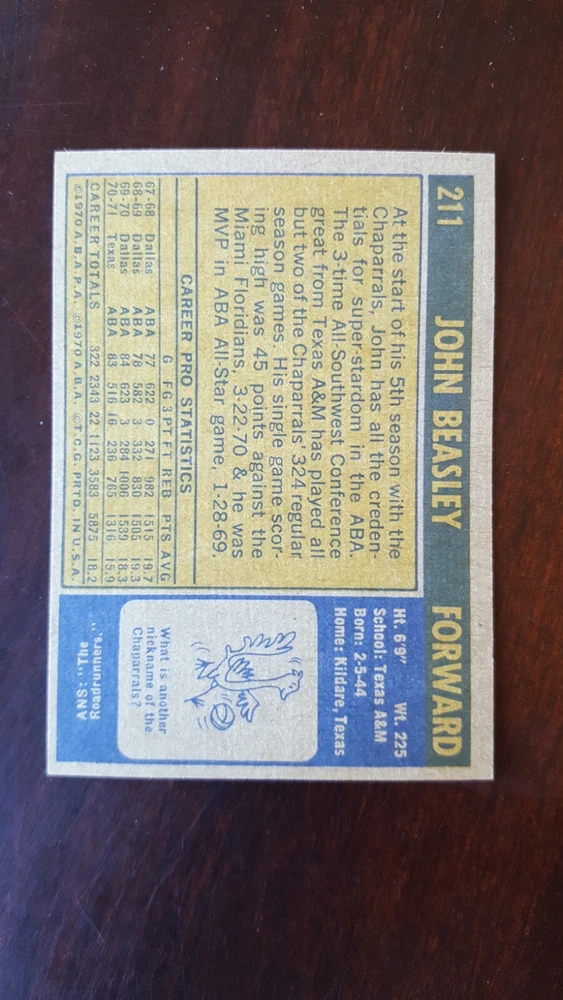 211 JOHN BEASLEY FORWARD
At the start of his 5th season with the
Chaparrals, John has all the creden-
tials for super-stardom in the ABA.
The 3-time All-Southwest Conference
great from Texas A&M has played all
but two of the Chaparrals' 324 regular
season games. His single game scor-
ing high was 45 points against the
Miami Floridians, 3-22-70 & he was
MVP in ABA All-Star game, 1-28-69.
CAREER PRO STATISTICS
G FG 3PT FT REB PTS AVG
67-68 Dallas ABA 77 622 0 271 982 1515 19.7
68-69 Dallas ABA 78 582 3 332 830 1505 19.3
69-70 Dallas ABA 84 623 3 284 1006 1539 18.3
70-71 Texas ABA 83 516 16 236 765 1316 15.9
CAREER TOTALS 322 2343 22 1123 3583 5875 18.2
©1970 A.B.A.P.A. ©1970 A.B.A. ©T.C.G. PRTD. IN U.S.A.
Ht. 6'9" Wt. 225
School: Texas A&M
Born: 2-5-44
Home: Kildare, Texas
What is another
nickname of the
Chaparrals?
ANS: "The
Roadrunners."